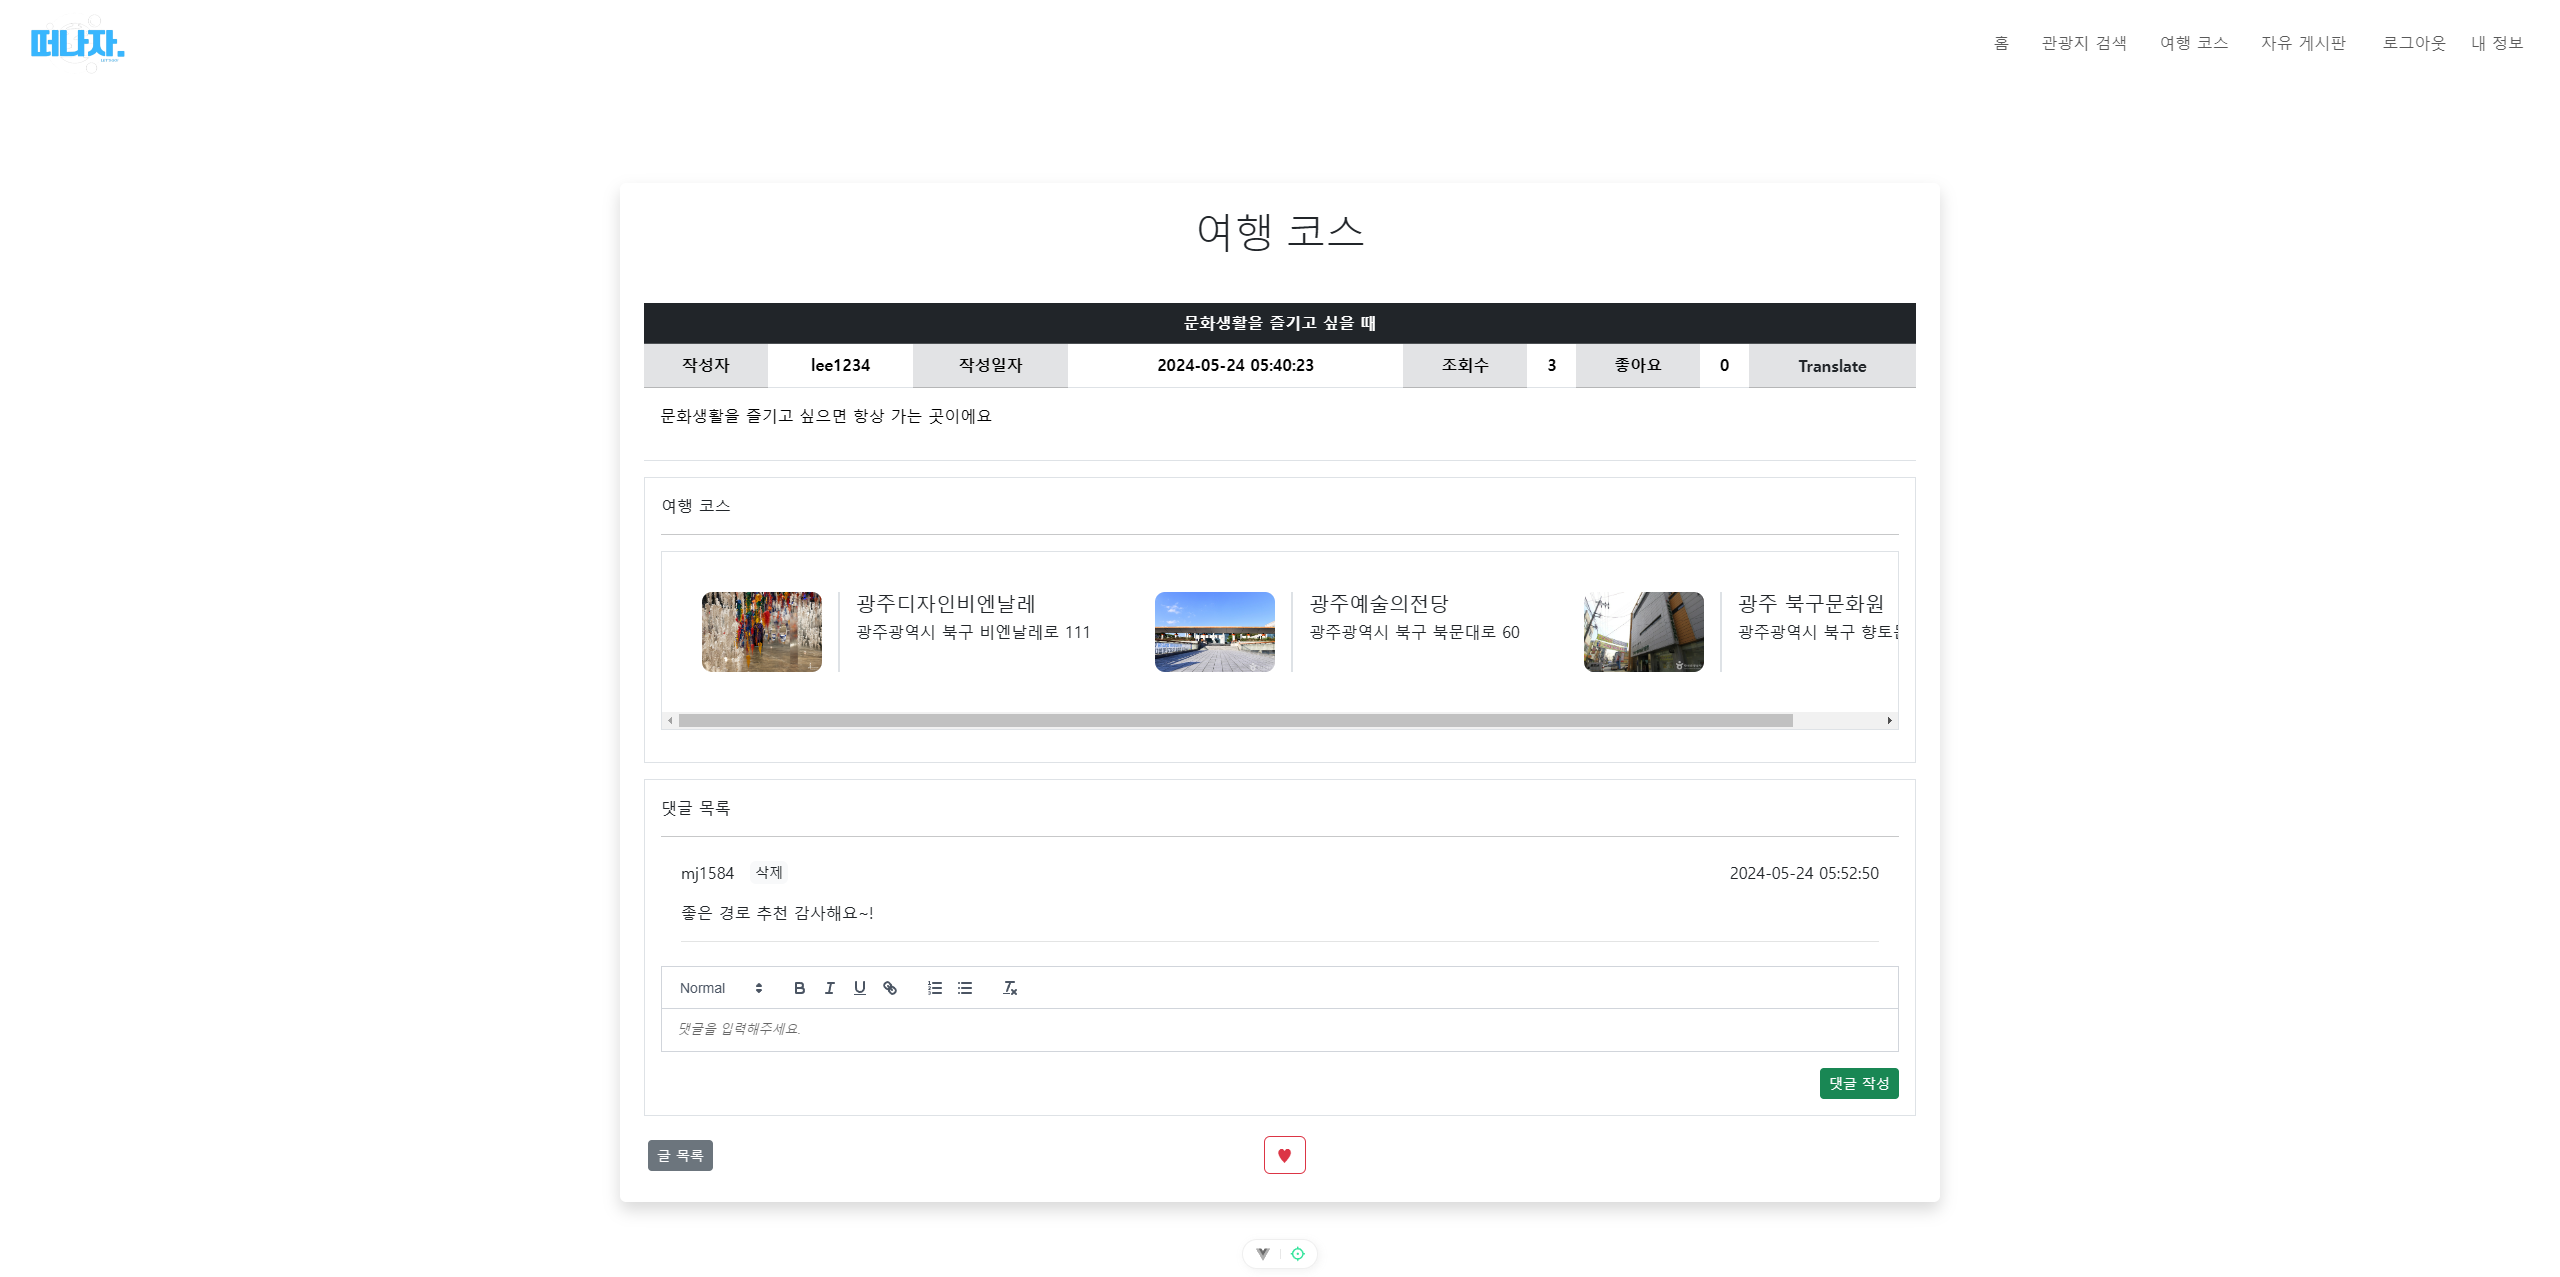 떠나자.
홈 관광지 검색 여행 코스 자유 게시판 로그아웃 내 정보
여행 코스
문화생활을 즐기고 싶을 때
작성자 lee1234 작성일자 2024-05-24 05:40:23 조회수 3 좋아요 0 Translate
문화생활을 즐기고 싶으면 항상 가는 곳이에요
여행 코스
광주디자인비엔날레
광주광역시 북구 비엔날레로 111
광주예술의전당
광주광역시 북구 북문대로 60
광주 북구문화원
광주광역시 북구 향토
댓글 목록
mj1584 삭제 2024-05-24 05:52:50
좋은 경로 추천 감사해요~!
Normal
댓글을 입력해주세요.
댓글 작성
글 목록